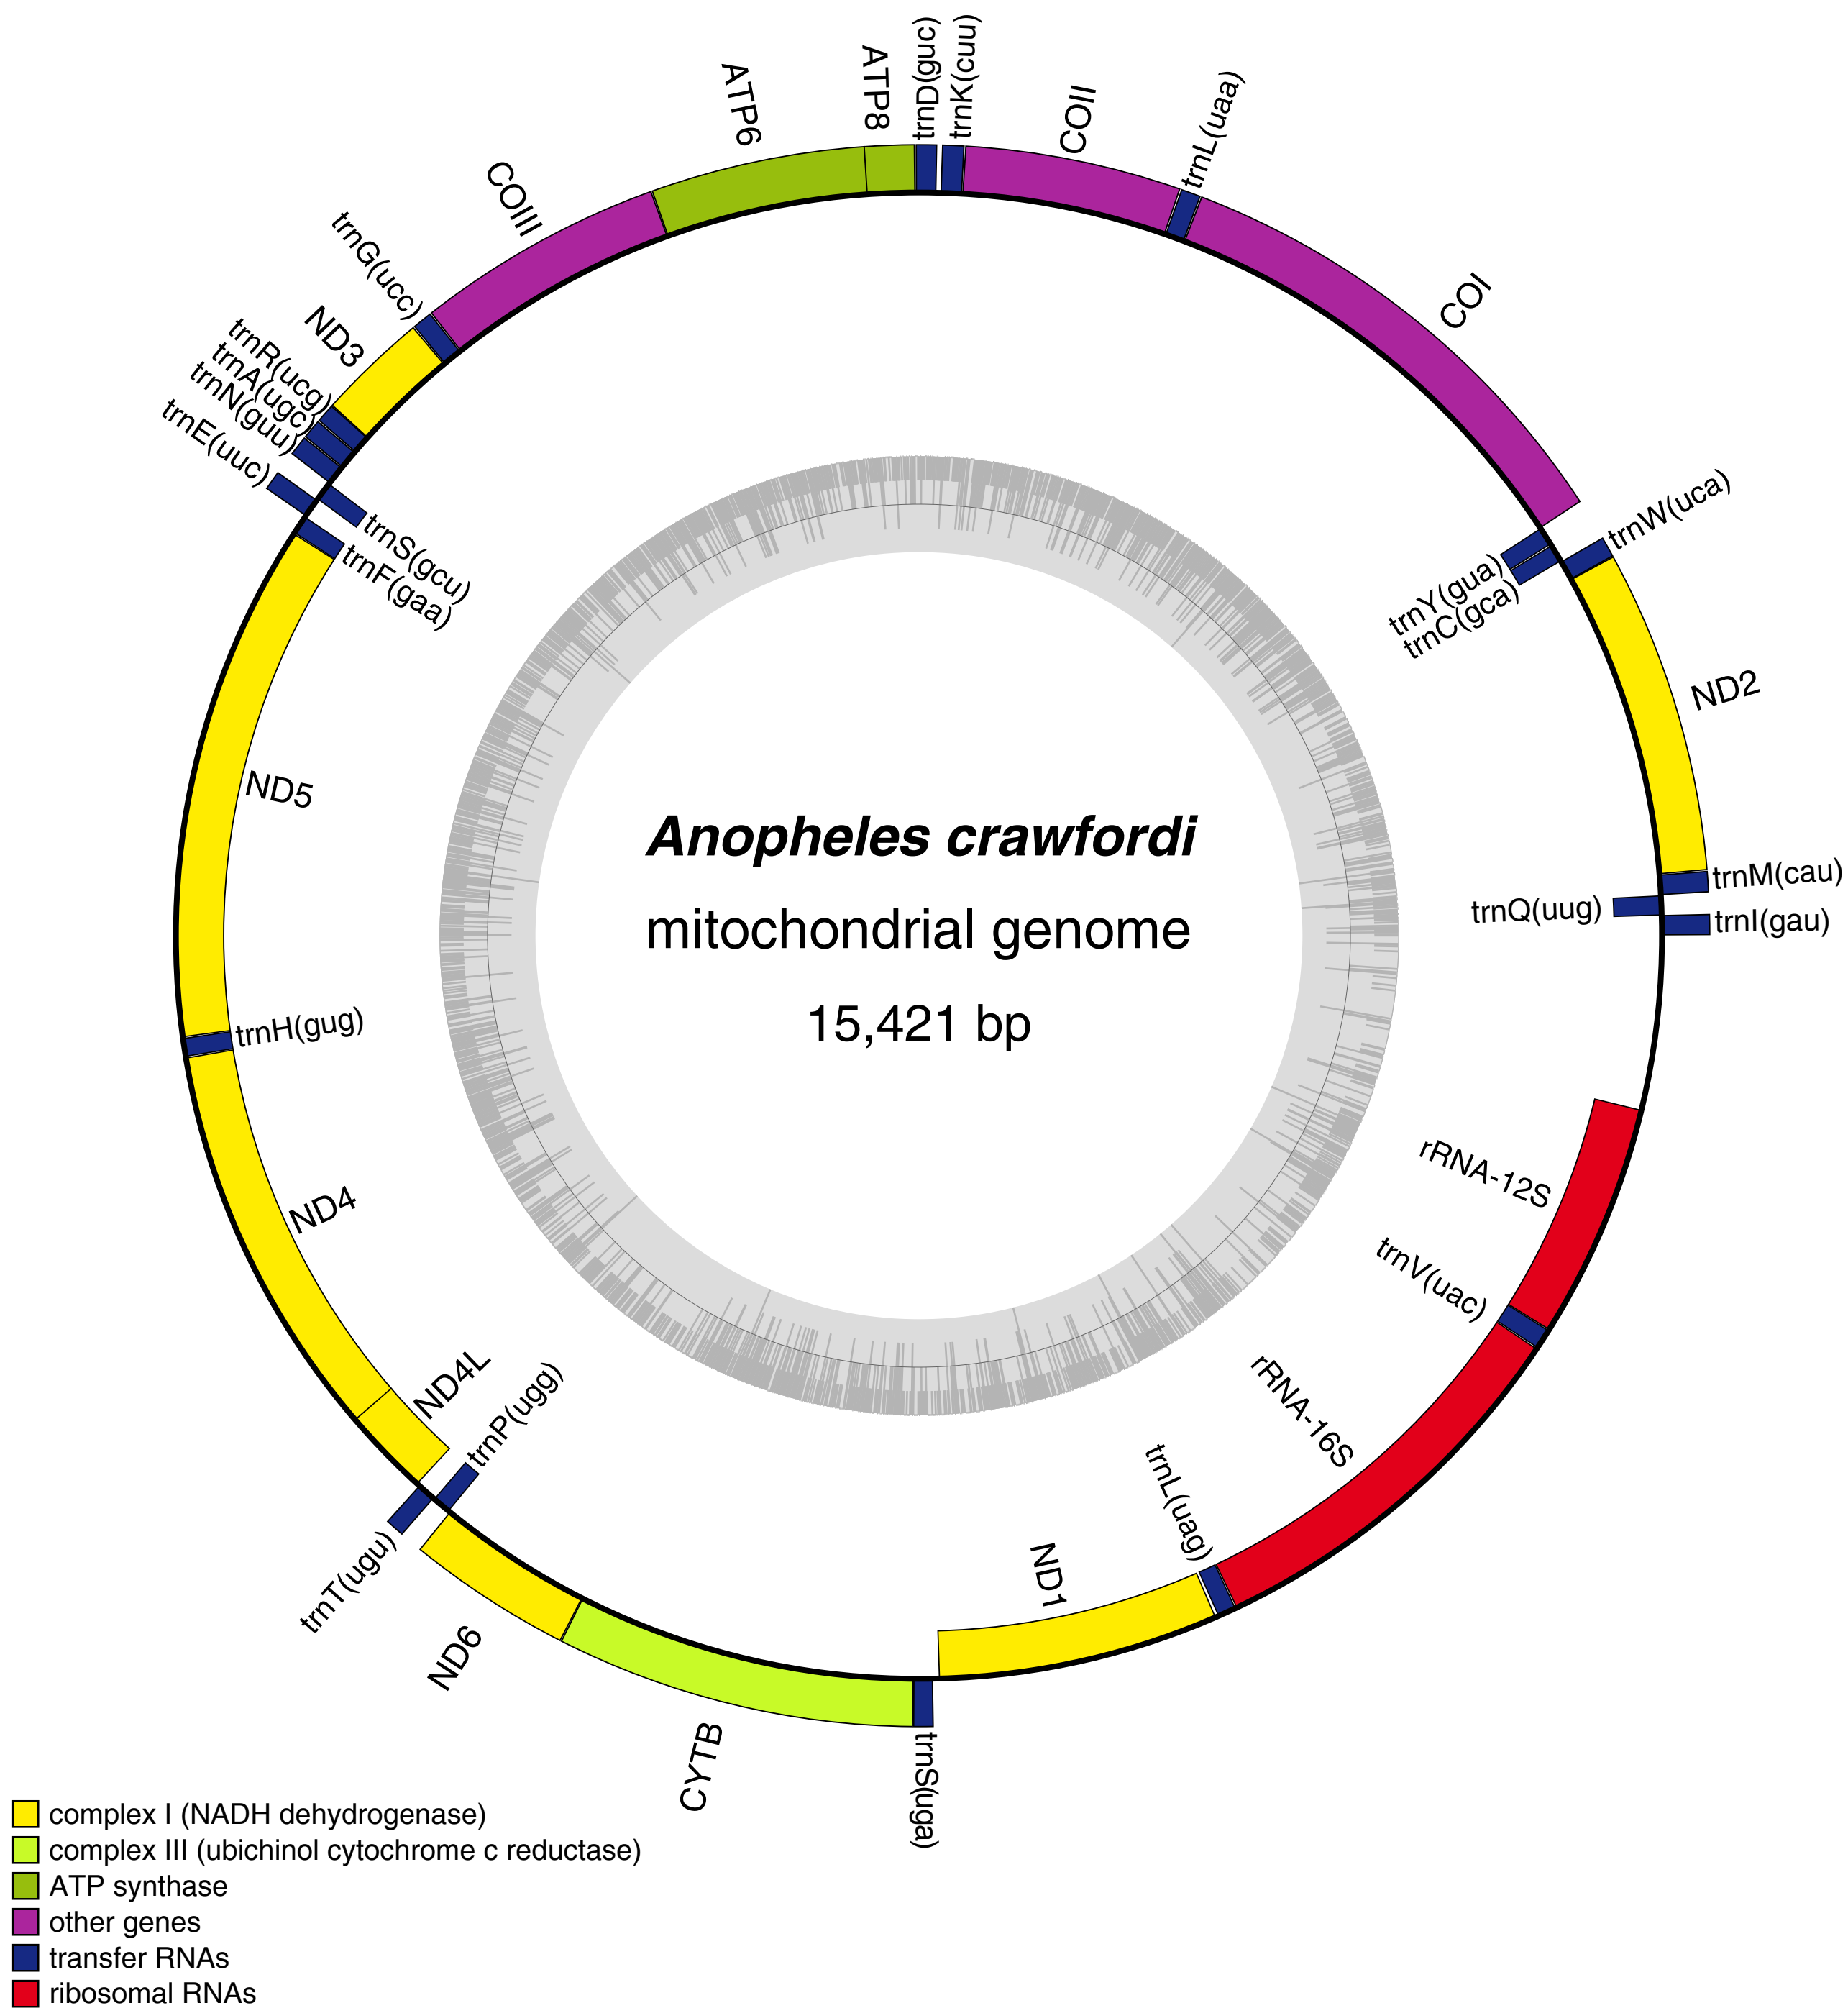 trnD(guc)
trnK(cuu)
COII
trnL(uaa)
COI
trnW(uca)
trnY(gua)
trnC(gca)
ND2
trnM(cau)
trnQ(uug)
trnI(gau)
rRNA-12S
trnV(uac)
rRNA-16S
trnL(uag)
ND1
trnS(uga)
CYTB
ND6
trnT(ugu)
trnP(ugg)
ND4L
ND4
trnH(gug)
ND5
trnF(gaa)
trnS(gcu)
trnE(uuc)
trnN(guu)
trnA(ugc)
trnR(ucg)
ND3
trnG(ucc)
COIII
ATP6
ATP8
Anopheles crawfordi
mitochondrial genome
15,421 bp
complex I (NADH dehydrogenase)
complex III (ubichinol cytochrome c reductase)
ATP synthase
other genes
transfer RNAs
ribosomal RNAs